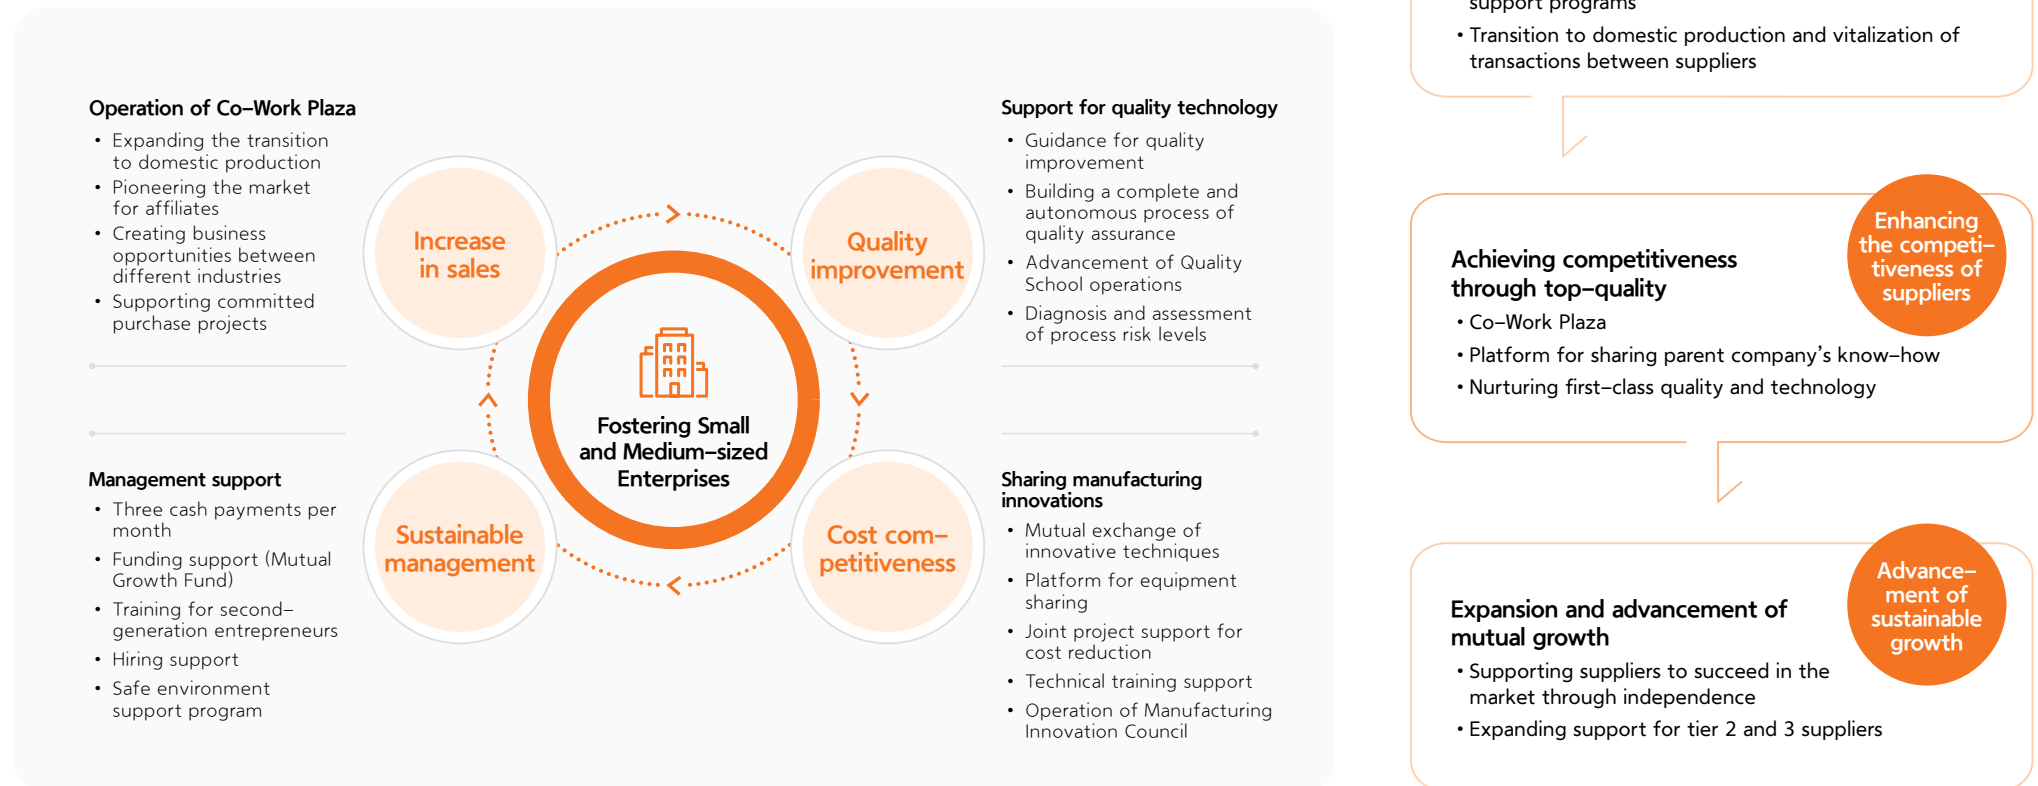 Operation of Co–Work Plaza
• Expanding the transition
to domestic production
• Pioneering the market
for affiliates
• Creating business
opportunities between
different industries
• Supporting committed
purchase projects
Increase
in sales
Quality
improvement
Support for quality technology
• Guidance for quality
improvement
• Building a complete and
autonomous process of
quality assurance
• Advancement of Quality
School operations
• Diagnosis and assessment
of process risk levels
Fostering Small
and Medium–sized
Enterprises
Management support
• Three cash payments per
month
• Funding support (Mutual
Growth Fund)
• Training for second–
generation entrepreneurs
• Hiring support
• Safe environment
support program
Sustainable
management
Cost com–
petitiveness
Sharing manufacturing
innovations
• Mutual exchange of
innovative techniques
• Platform for equipment
sharing
• Joint project support for
cost reduction
• Technical training support
• Operation of Manufacturing
Innovation Council
support programs
• Transition to domestic production and vitalization of
transactions between suppliers
Enhancing
the competi–
tiveness of
suppliers
Achieving competitiveness
through top–quality
• Co–Work Plaza
• Platform for sharing parent company's know–how
• Nurturing first–class quality and technology
Advance–
ment of
sustainable
growth
Expansion and advancement of
mutual growth
• Supporting suppliers to succeed in the
market through independence
• Expanding support for tier 2 and 3 suppliers